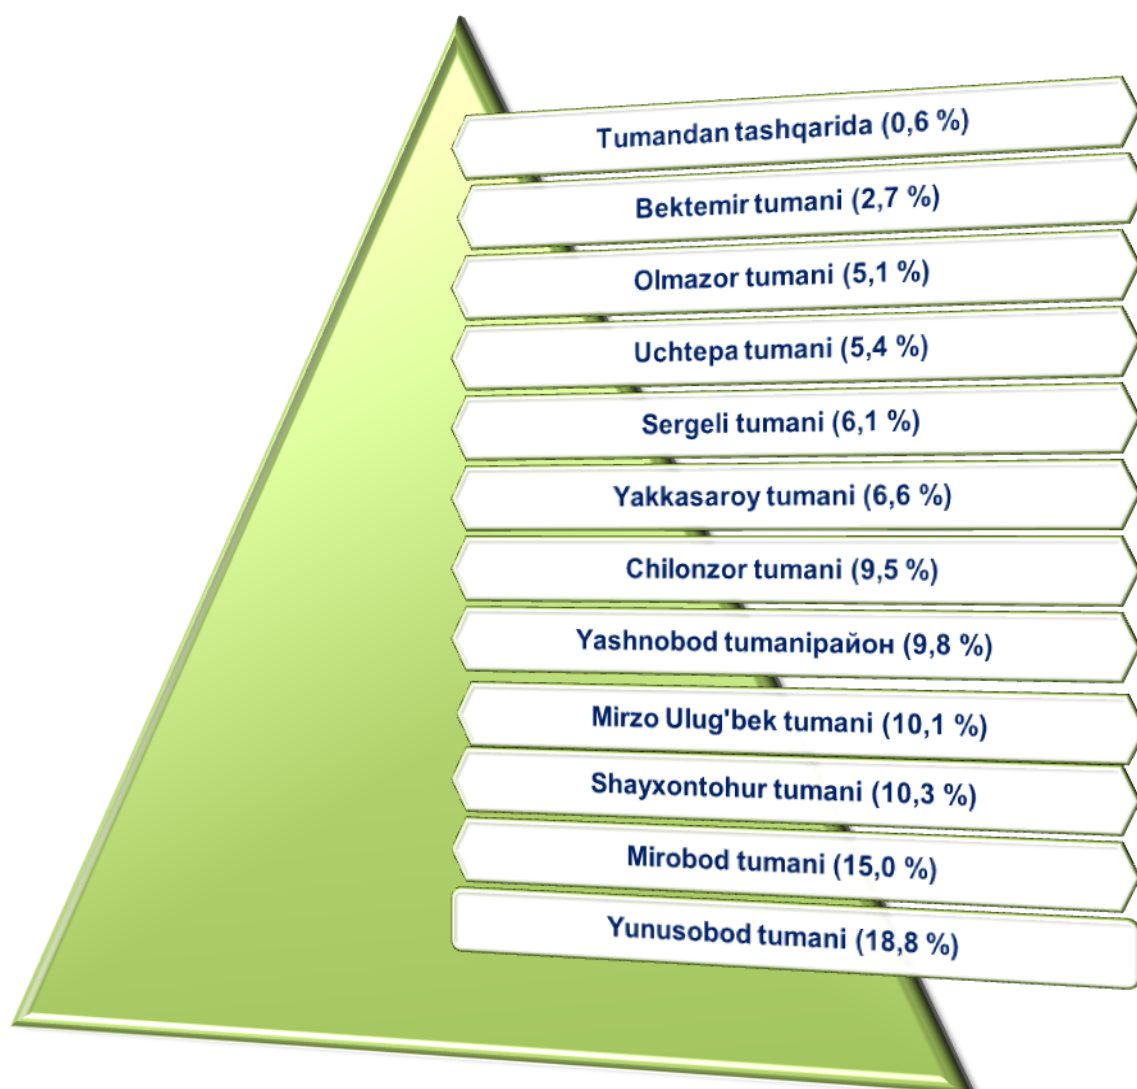 Tumandan tashqarida (0,6 %)
Bektemir tumani (2,7 %)
Olmazor tumani (5,1 %)
Uchtepa tumani (5,4 %)
Sergeli tumani (6,1 %)
Yakkasaroy tumani (6,6 %)
Chilonzor tumani (9,5 %)
Yashnobod tumaniрайон (9,8 %)
Mirzo Ulug'bek tumani (10,1 %)
Shayxontohur tumani (10,3 %)
Mirobod tumani (15,0 %)
Yunusobod tumani (18,8 %)